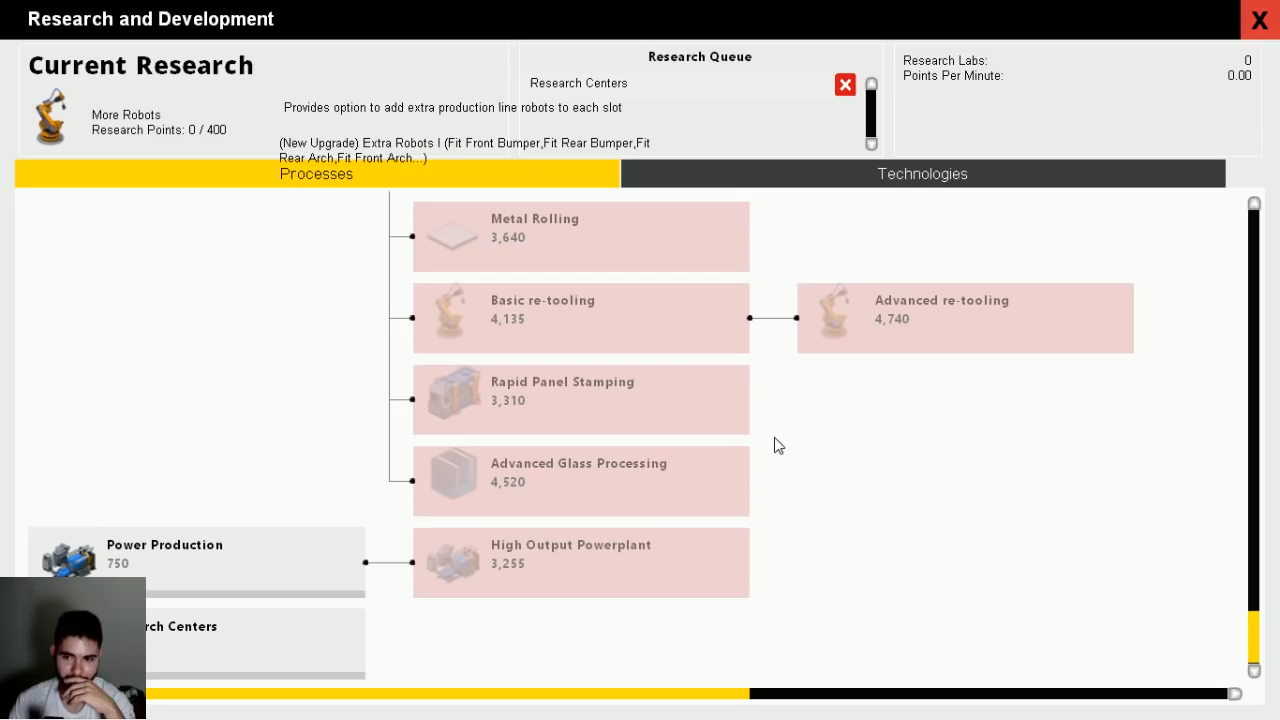 Research and Development
X
Current Research
More Robots
Research Points: 0 / 400
Provides option to add extra production line robots to each slot
(New Upgrade) Extra Robots I (Fit Front Bumper,Fit Rear Bumper,Fit
Rear Arch,Fit Front Arch...)
Research Queue
Research Centers
Research Labs: 0
Points Per Minute: 0.00
Processes
Technologies
Metal Rolling
3,640
Basic re-tooling
4,135
Advanced re-tooling
4,740
Rapid Panel Stamping
3,310
Advanced Glass Processing
4,520
Power Production
750
High Output Powerplant
3,255
rch Centers